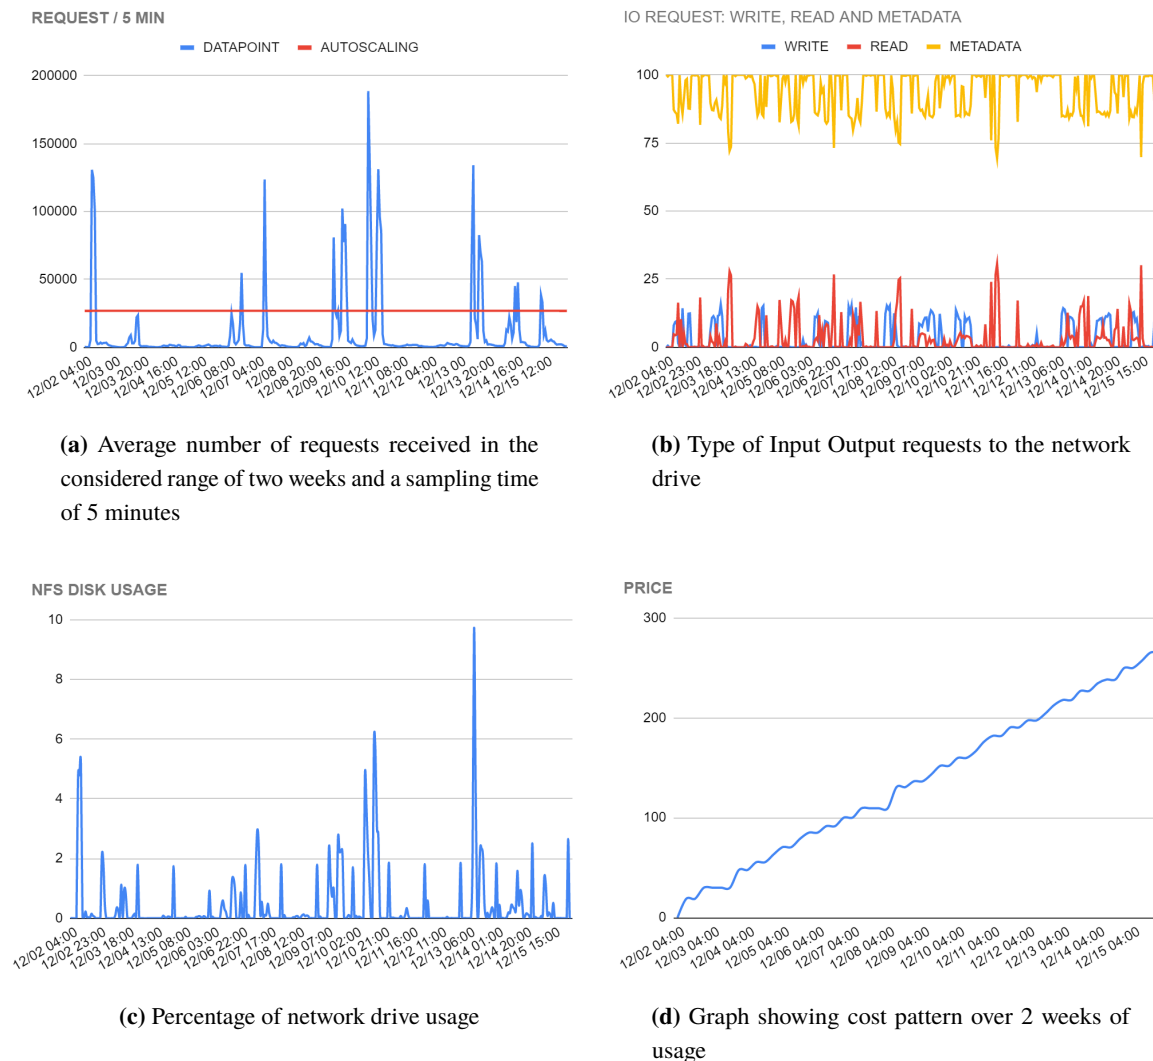 REQUEST / 5 MIN
DATAPOINT AUTOSCALING
200000
150000
100000
50000
0
12/02 04:00 12/03 00:00 12/03 20:00 12/04 16:00 12/05 12:00 12/06 08:00 12/07 04:00 12/08 00:00 12/08 20:00 12/09 16:00 12/10 12:00 12/11 08:00 12/12 04:00 12/13 00:00 12/13 20:00 12/14 16:00 12/15 12:00
(a) Average number of requests received in the
considered range of two weeks and a sampling time
of 5 minutes
IO REQUEST: WRITE, READ AND METADATA
WRITE READ METADATA
100
75
50
25
0
12/02 04:00 12/02 23:00 12/03 18:00 12/04 13:00 12/05 08:00 12/06 03:00 12/06 22:00 12/07 17:00 12/08 12:00 12/09 07:00 12/10 02:00 12/10 21:00 12/11 16:00 12/12 11:00 12/13 06:00 12/14 01:00 12/14 20:00 12/15 15:00
(b) Type of Input Output requests to the network
drive
NFS DISK USAGE
10
8
6
4
2
0
12/02 04:00 12/02 23:00 12/03 18:00 12/04 13:00 12/05 08:00 12/06 03:00 12/06 22:00 12/07 17:00 12/08 12:00 12/09 07:00 12/10 02:00 12/10 21:00 12/11 16:00 12/12 11:00 12/13 06:00 12/14 01:00 12/14 20:00 12/15 15:00
(c) Percentage of network drive usage
PRICE
300
200
100
0
12/02 04:00 12/03 04:00 12/04 04:00 12/05 04:00 12/06 04:00 12/07 04:00 12/08 04:00 12/09 04:00 12/10 04:00 12/11 04:00 12/12 04:00 12/13 04:00 12/14 04:00 12/15 04:00
(d) Graph showing cost pattern over 2 weeks of
usage